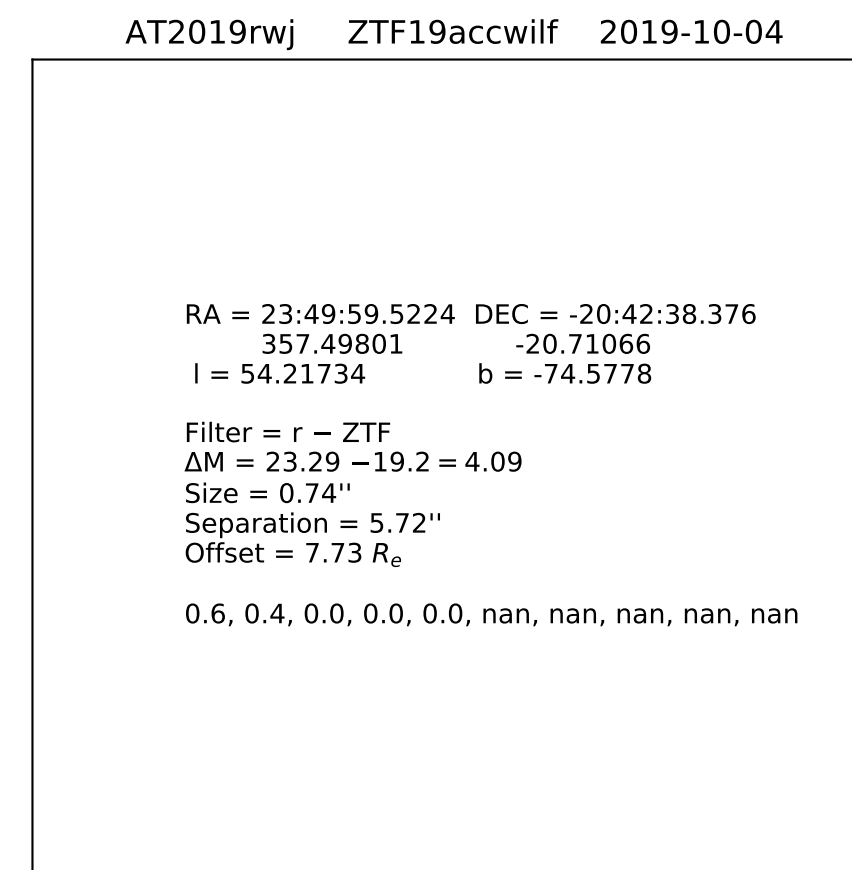 AT2019rwj ZTF19accwilf 2019-10-04
RA = 23:49:59.5224 DEC = -20:42:38.376
357.49801 -20.71066
l = 54.21734 b = -74.5778
Filter = r − ZTF
ΔM = 23.29 −19.2 = 4.09
Size = 0.74''
Separation = 5.72''
Offset = 7.73 Re
0.6, 0.4, 0.0, 0.0, 0.0, nan, nan, nan, nan, nan